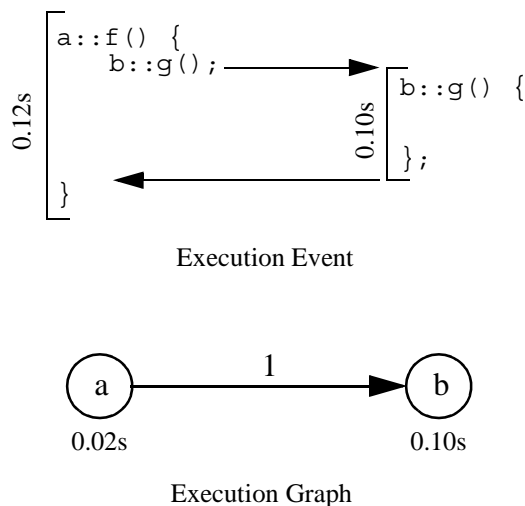 a::f() {
b::g();
0.12s
}
b::g() {
0.10s
};
Execution Event
1
a
b
0.02s
0.10s
Execution Graph